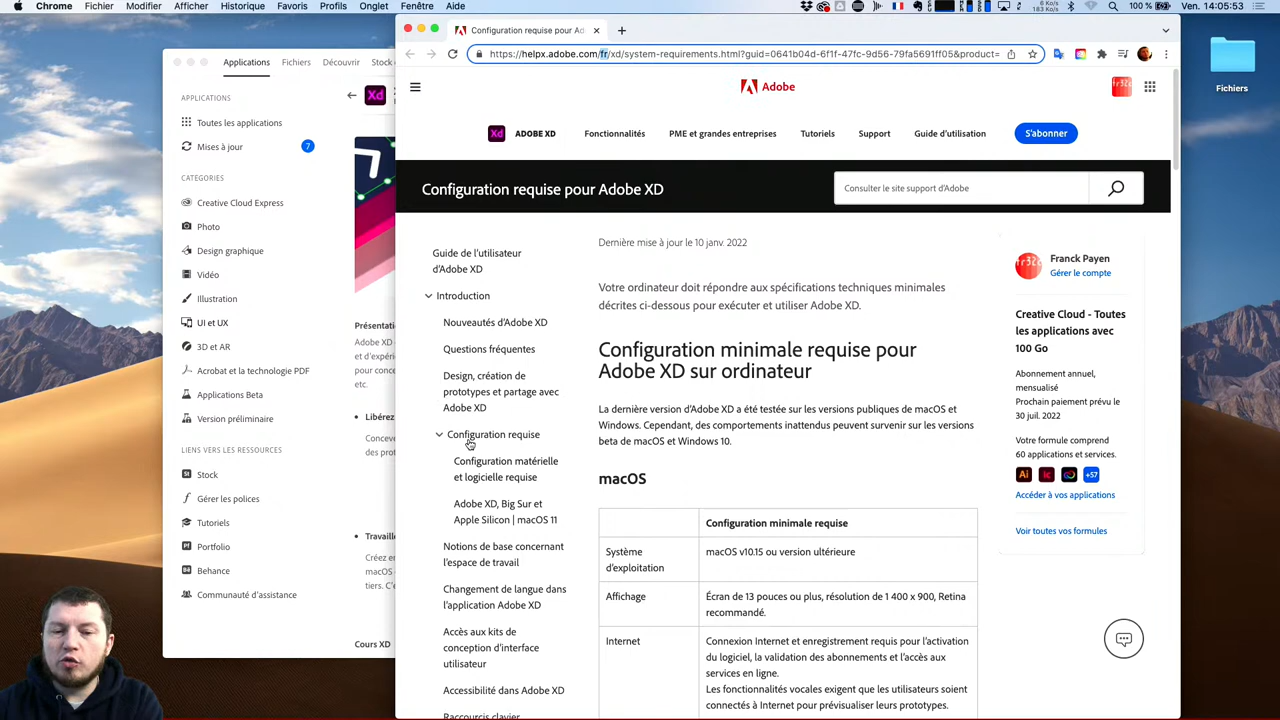 Chrome Fichier Modifier Affichage Historique Favoris Profils Onglet Fenêtre Aide
6 Ko/s
183 Ko/s
100 % Ven. 14:05:53
Configuration requise pour Ad
https://helpx.adobe.com/fr/xd/system-requirements.html?guid=0641b04d-6f1f-47fc-9d56-79fa5691ff05&product=
Fichiers
Applications Fichiers Découvrir Stock
APPLICATIONS
Toutes les applications
Mises à jour 7
CATÉGORIES
Creative Cloud Express
Photo
Design graphique
Vidéo
Illustration
UI et UX
3D et AR
Acrobat et la technologie PDF
Applications Beta
Version préliminaire
LIENS VERS LES RESSOURCES
Stock
Gérer les polices
Tutoriels
Portfolio
Behance
Communauté d'assistance
Xd
Présentati
Adobe XD
et d'expérie
pour conce
etc.
Libérez
Conceve
des prot
Travaille
Créez en
macOS e
tiers. C'e
Cours XD
Adobe
fr32c
Xd ADOBE XD Fonctionnalités PME et grandes entreprises Tutoriels Support Guide d'utilisation S'abonner
Configuration requise pour Adobe XD
Consulter le site support d'Adobe
Guide de l'utilisateur
d'Adobe XD
Introduction
Nouveautés d'Adobe XD
Questions fréquentes
Design, création de
prototypes et partage avec
Adobe XD
Configuration requise
Configuration matérielle
et logicielle requise
Adobe XD, Big Sur et
Apple Silicon | macOS 11
Notions de base concernant
l'espace de travail
Changement de langue dans
l'application Adobe XD
Accès aux kits de
conception d'interface
utilisateur
Accessibilité dans Adobe XD
Raccourcis clavier
Dernière mise à jour le 10 janv. 2022
Votre ordinateur doit répondre aux spécifications techniques minimales
décrites ci-dessous pour exécuter et utiliser Adobe XD.
Configuration minimale requise pour
Adobe XD sur ordinateur
La dernière version d'Adobe XD a été testée sur les versions publiques de macOS et
Windows. Cependant, des comportements inattendus peuvent survenir sur les versions
beta de macOS et Windows 10.
macOS
Configuration minimale requise
Système
d'exploitation
macOS v10.15 ou version ultérieure
Affichage
Écran de 13 pouces ou plus, résolution de 1 400 x 900, Retina
recommandé.
Internet
Connexion Internet et enregistrement requis pour l'activation
du logiciel, la validation des abonnements et l'accès aux
services en ligne.
Les fonctionnalités vocales exigent que les utilisateurs soient
connectés à Internet pour prévisualiser leurs prototypes.
fr32c
Franck Payen
Gérer le compte
Creative Cloud - Toutes
les applications avec
100 Go
Abonnement annuel,
mensualisé
Prochain paiement prévu le
30 juil. 2022
Votre formule comprend
60 applications et services.
Ai Ic +57
Accéder à vos applications
Voir toutes vos formules